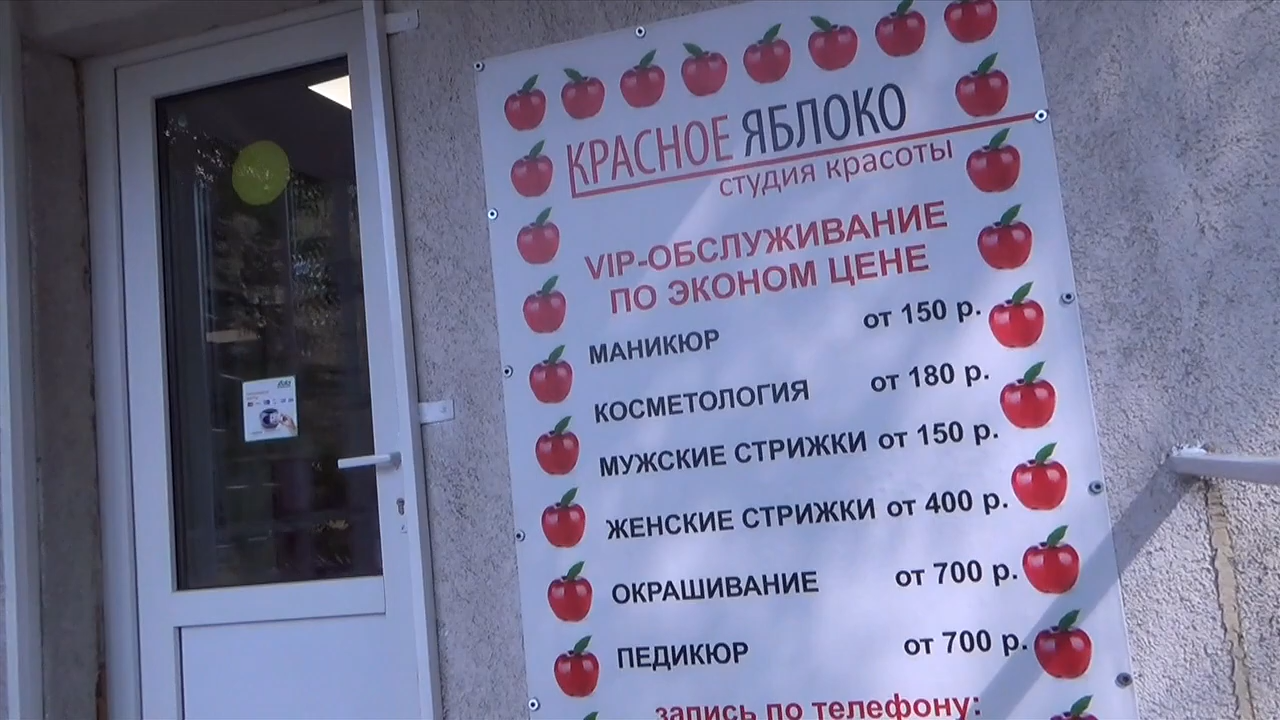 КРАСНОЕ ЯБЛОКО
студия красоты
VIP-ОБСЛУЖИВАНИЕ
ПО ЭКОНОМ ЦЕНЕ
МАНИКЮР от 150 р.
КОСМЕТОЛОГИЯ от 180 р.
МУЖСКИЕ СТРИЖКИ от 150 р.
ЖЕНСКИЕ СТРИЖКИ от 400 р.
ОКРАШИВАНИЕ от 700 р.
ПЕДИКЮР от 700 р.
запись по телефону: